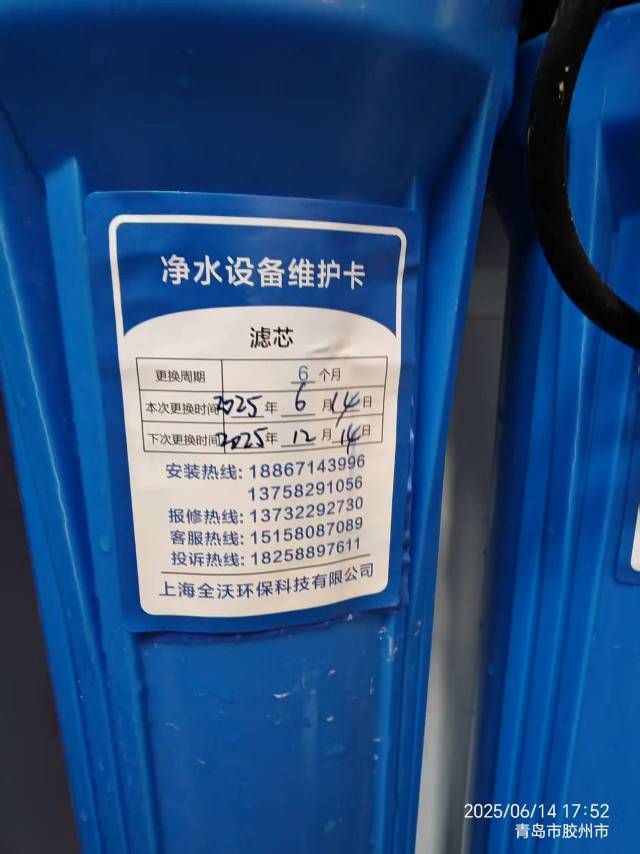 净水设备维护卡
滤芯
更换周期 6 个月
本次更换时间 2025 年 6 月 14 日
下次更换时间 2025 年 12 月 14 日
安装热线: 18867143996
13758291056
报修热线: 13732292730
客服热线: 15158087089
投诉热线: 18258897611
上海全沃环保科技有限公司
2025/06/14 17:52
青岛市胶州市